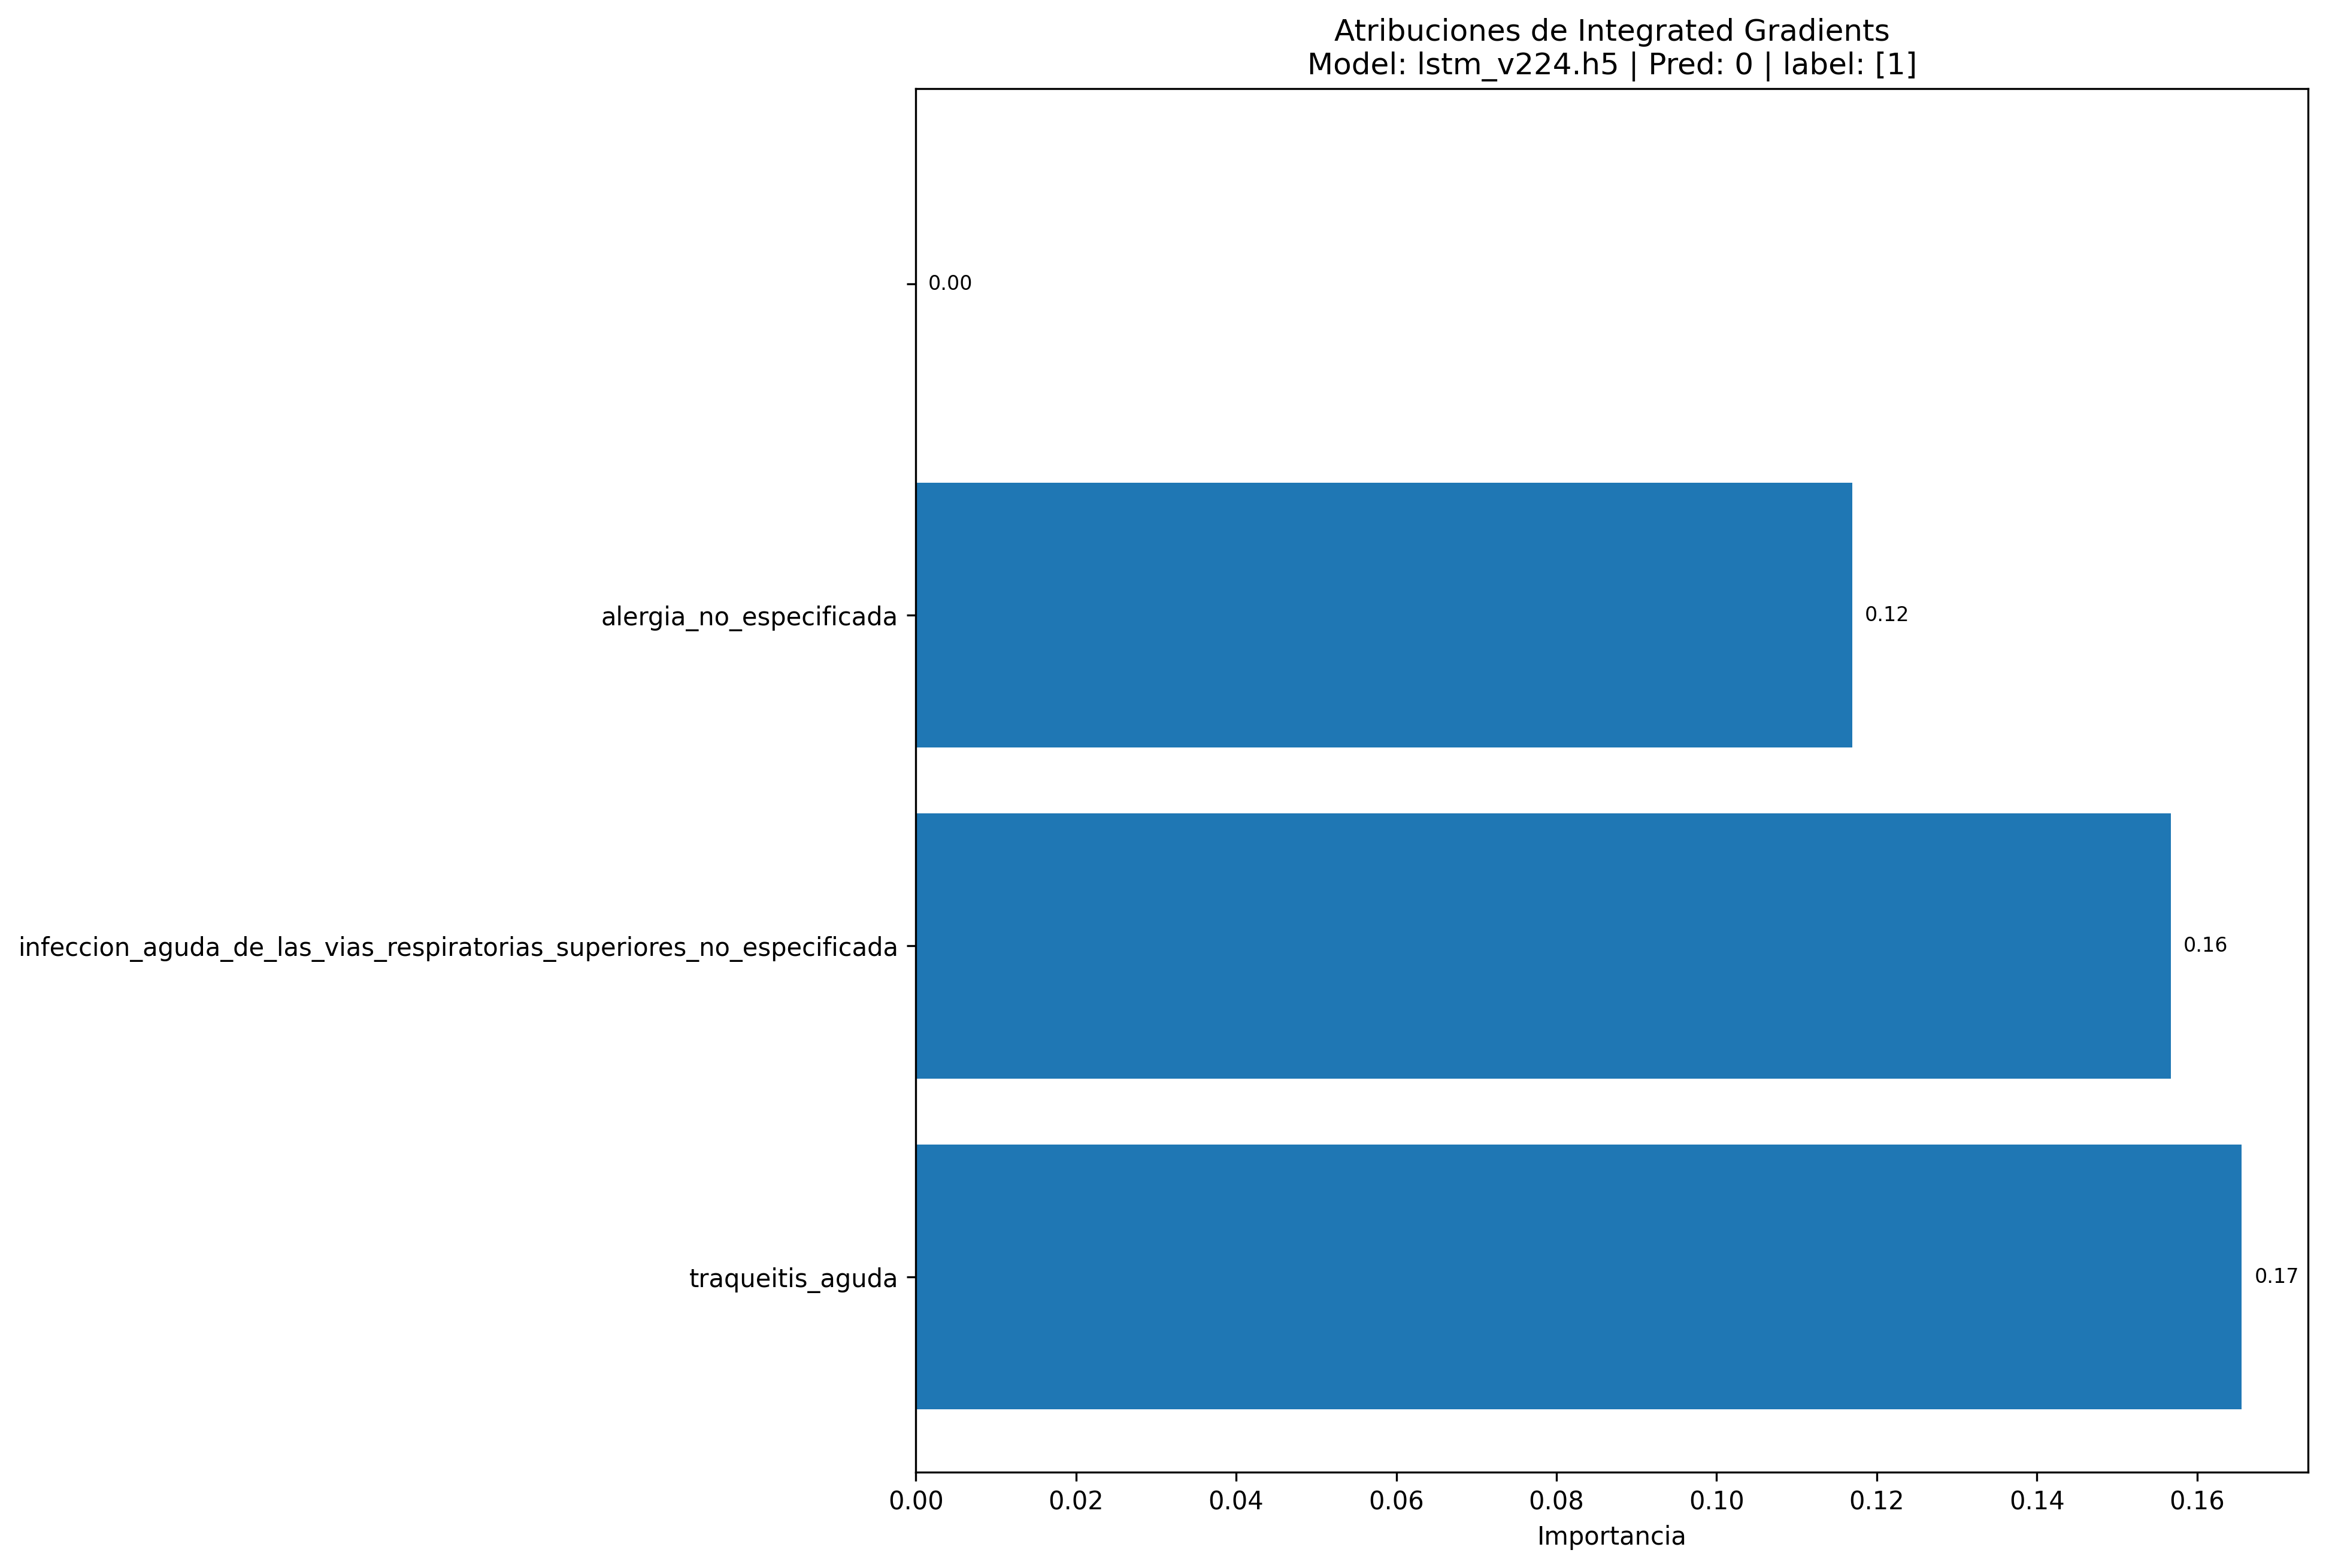 Atribuciones de Integrated Gradients
Model: lstm_v224.h5 | Pred: 0 | label: [1]
0.00
alergia_no_especificada
0.12
infeccion_aguda_de_las_vias_respiratorias_superiores_no_especificada
0.16
traqueitis_aguda
0.17
0.00 0.02 0.04 0.06 0.08 0.10 0.12 0.14 0.16
Importancia